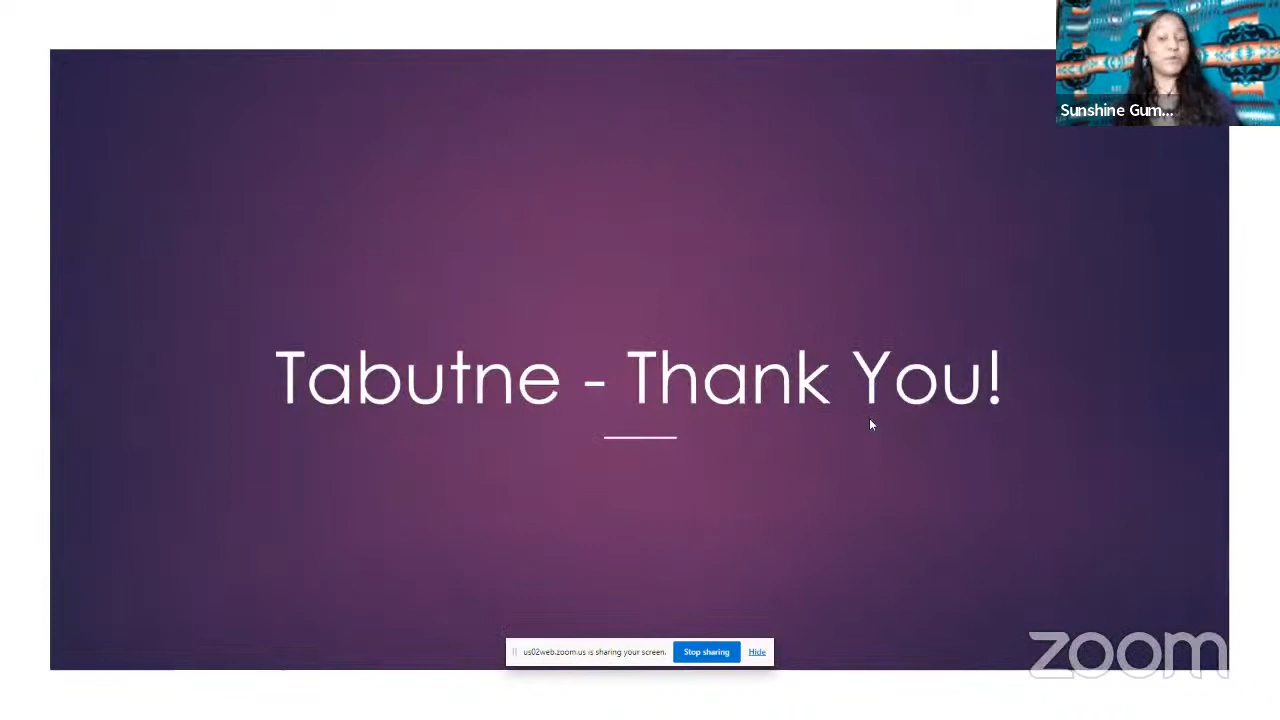 Sunshine Gum...
Tabutne - Thank You!
us02web.zoom.us is sharing your screen.
Stop sharing
Hide
zoom